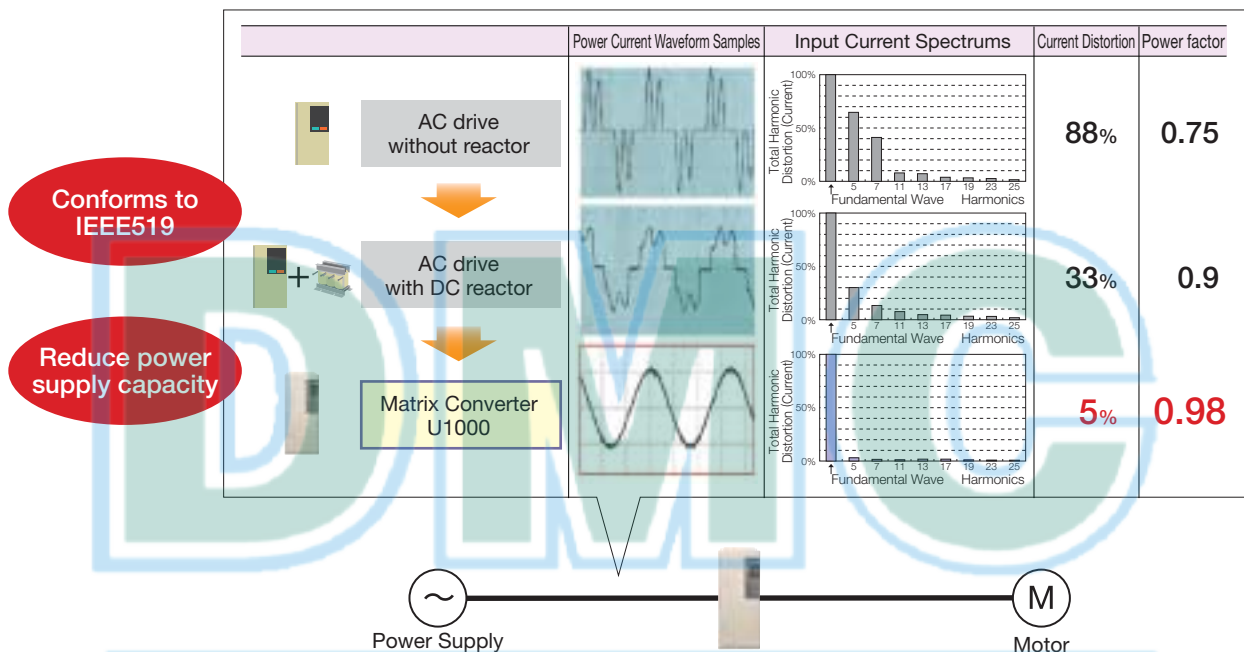 Power Current Waveform Samples
Input Current Spectrums
Current Distortion
Power factor
AC drive
without reactor
Total Harmonic
Distortion (Current)
100%
50%
0%
5 7 11 13 17 19 23 25
↑Fundamental Wave Harmonics
88%
0.75
Conforms to
IEEE519
+
AC drive
with DC reactor
Total Harmonic
Distortion (Current)
100%
50%
0%
5 7 11 13 17 19 23 25
↑Fundamental Wave Harmonics
33%
0.9
Reduce power
supply capacity
Matrix Converter
U1000
Total Harmonic
Distortion (Current)
100%
50%
0%
5 7 11 13 17 19 23 25
↑Fundamental Wave Harmonics
5%
0.98
DMC
~
Power Supply
M
Motor